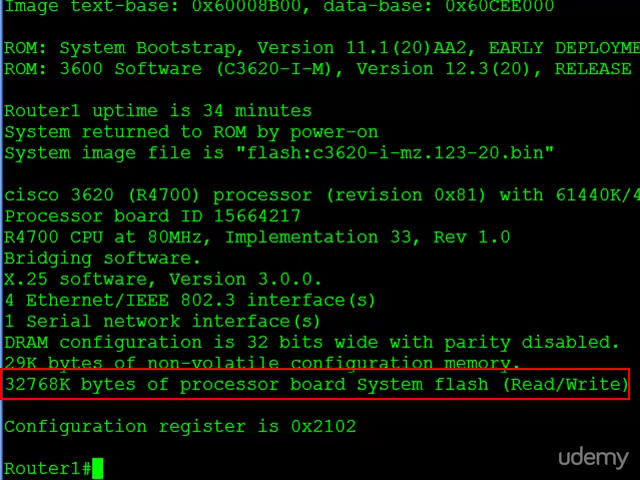 Image text-base: 0x60008B00, data-base: 0x60CEE000
ROM: System Bootstrap, Version 11.1(20)AA2, EARLY DEPLOYME
ROM: 3600 Software (C3620-I-M), Version 12.3(20), RELEASE
Router1 uptime is 34 minutes
System returned to ROM by power-on
System image file is "flash:c3620-i-mz.123-20.bin"
cisco 3620 (R4700) processor (revision 0x81) with 61440K/4
Processor board ID 15664217
R4700 CPU at 80MHz, Implementation 33, Rev 1.0
Bridging software.
X.25 software, Version 3.0.0.
4 Ethernet/IEEE 802.3 interface(s)
1 Serial network interface(s)
DRAM configuration is 32 bits wide with parity disabled.
29K bytes of non-volatile configuration memory.
32768K bytes of processor board System flash (Read/Write)
Configuration register is 0x2102
Router1#
udemy